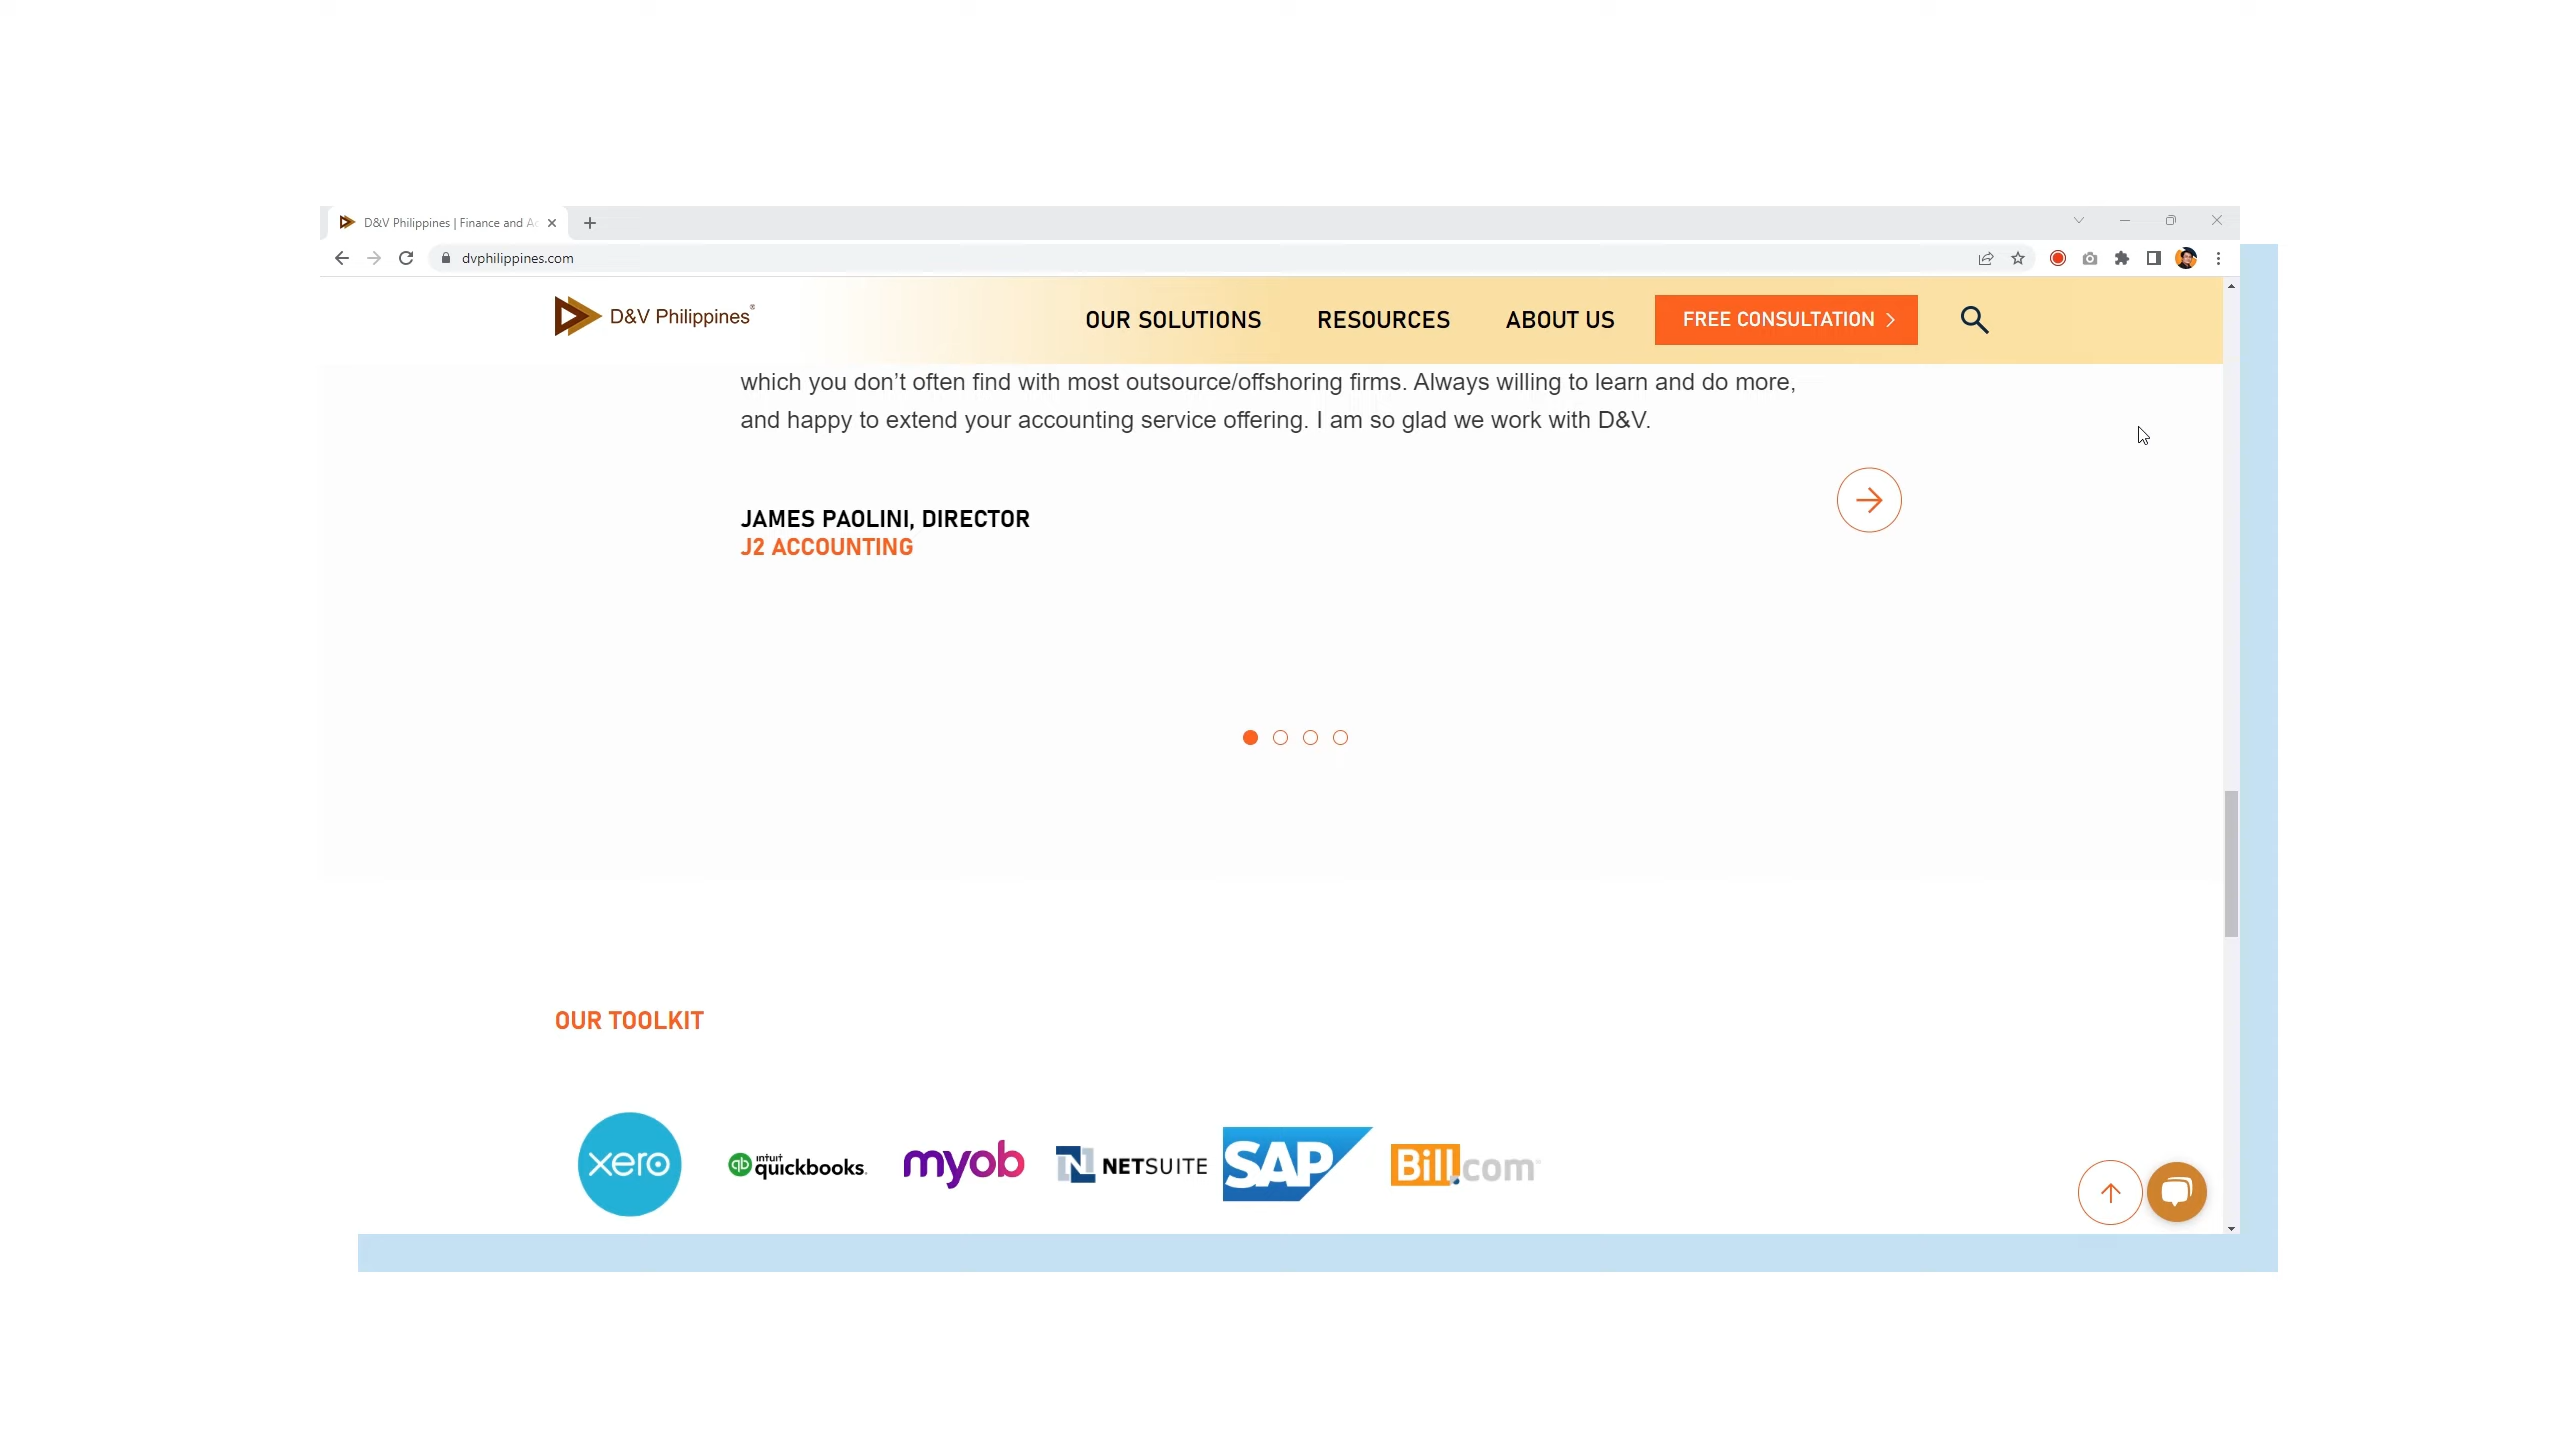 D&V Philippines | Finance and Ac
dvphilippines.com
D&V Philippines®
OUR SOLUTIONS
RESOURCES
ABOUT US
FREE CONSULTATION
which you don’t often find with most outsource/offshoring firms. Always willing to learn and do more,
and happy to extend your accounting service offering. I am so glad we work with D&V.
JAMES PAOLINI, DIRECTOR
J2 ACCOUNTING
OUR TOOLKIT
xero
qb intuit quickbooks.
myob
N NETSUITE
SAP
Bill.com